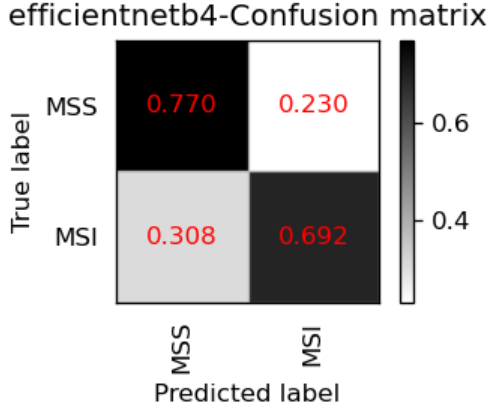 efficientnetb4-Confusion matrix
True label
MSS
0.770
0.230
0.6
MSI
0.308
0.692
0.4
MSS
MSI
Predicted label